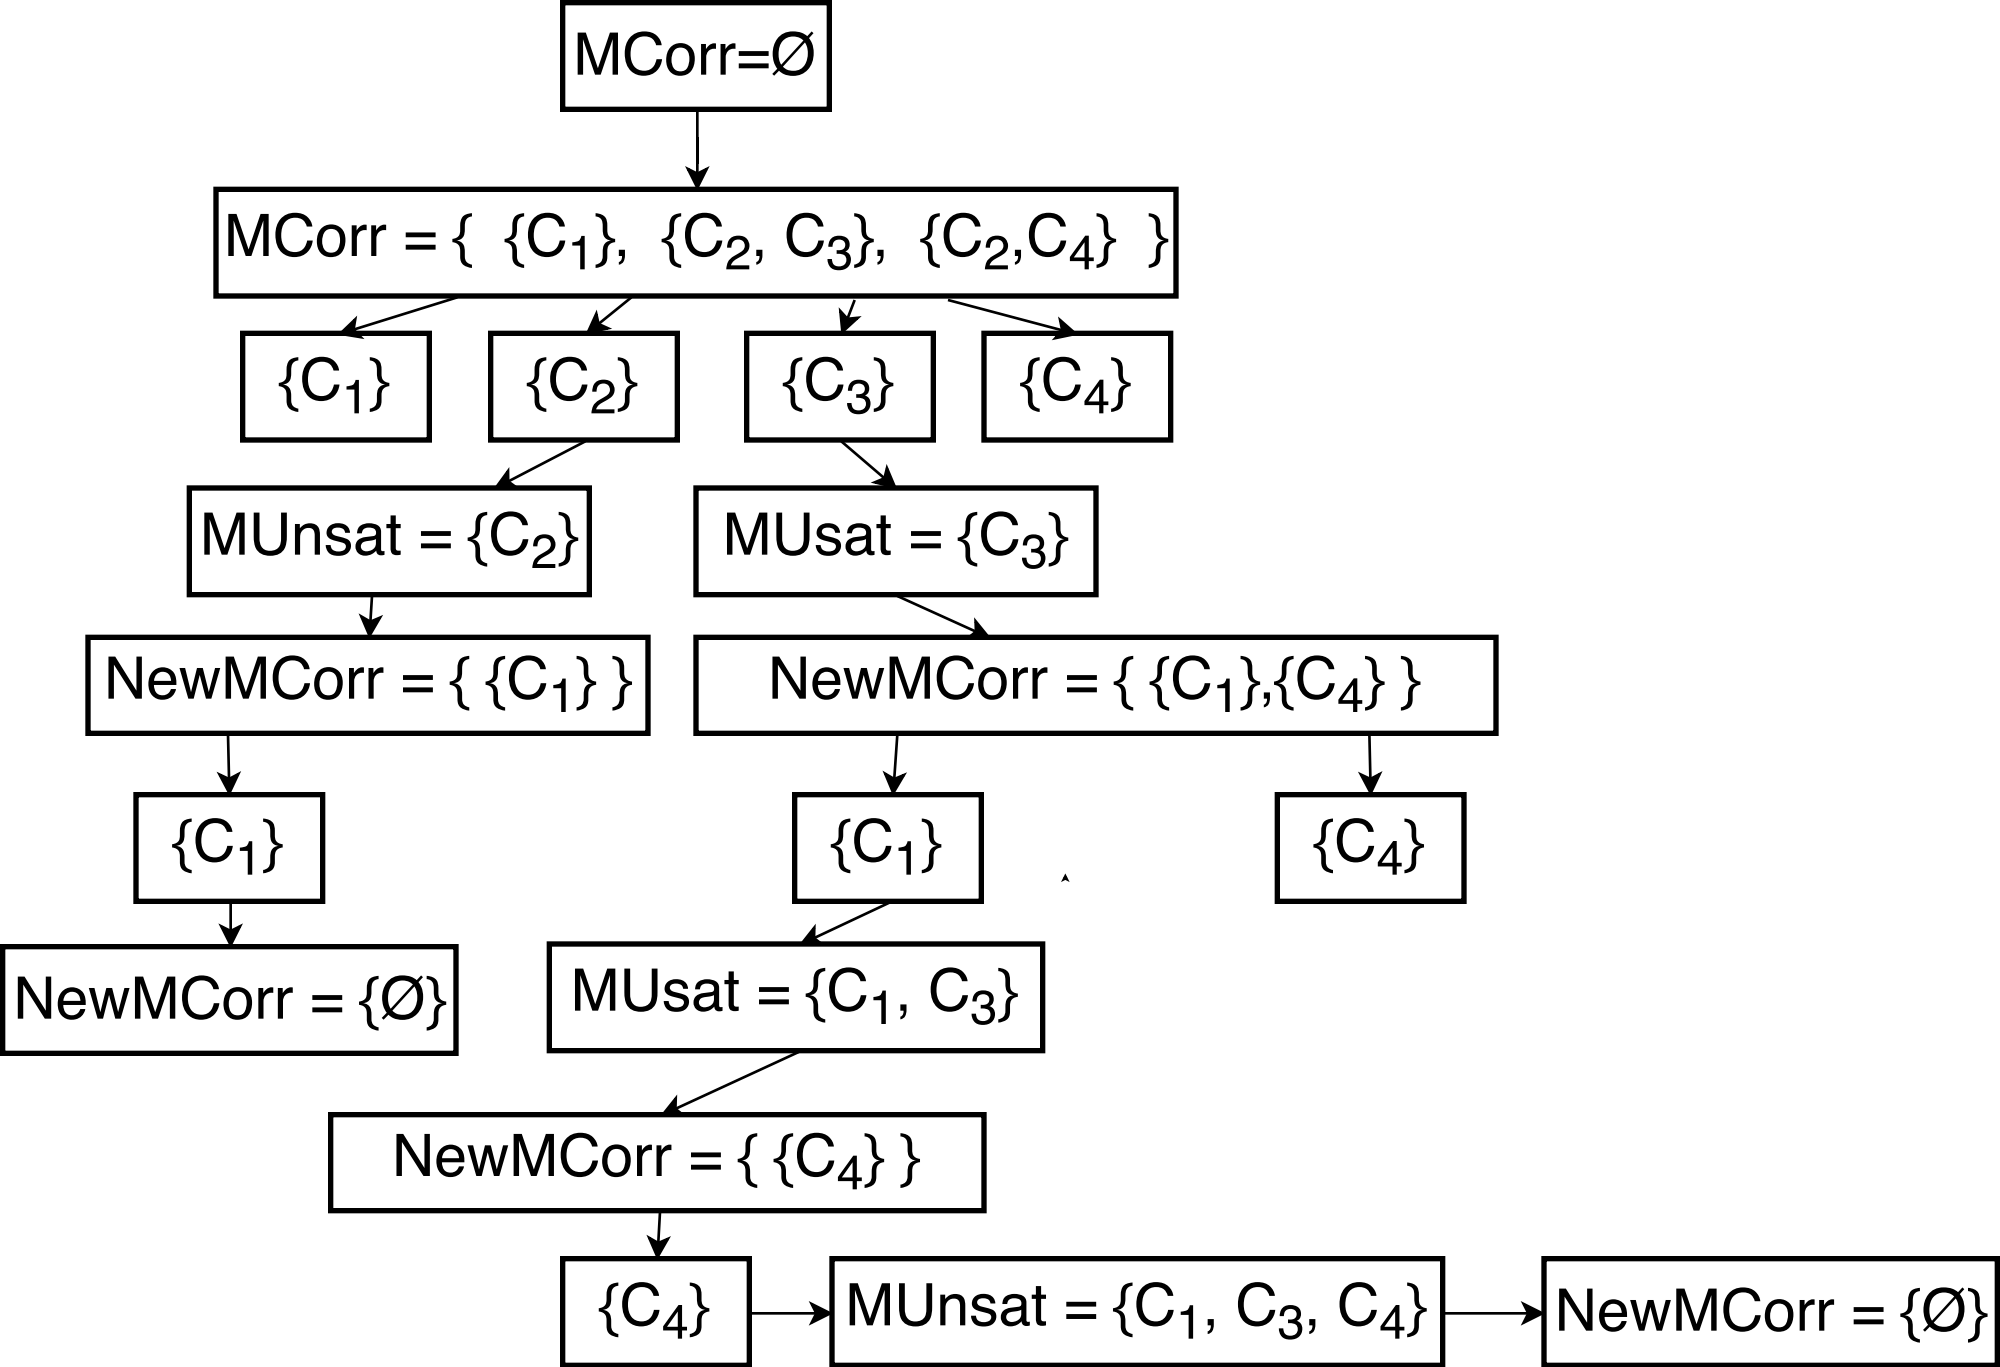 MCorr=Ø
MCorr = { {C₁}, {C₂, C₃}, {C₂,C₄} }
{C₁} {C₂} {C₃} {C₄}
MUnsat = {C₂} MUsat = {C₃}
NewMCorr = { {C₁} } NewMCorr = { {C₁},{C₄} }
{C₁} {C₁} {C₄}
NewMCorr = {Ø} MUsat = {C₁, C₃}
NewMCorr = { {C₄} }
{C₄} MUnsat = {C₁, C₃, C₄} NewMCorr = {Ø}